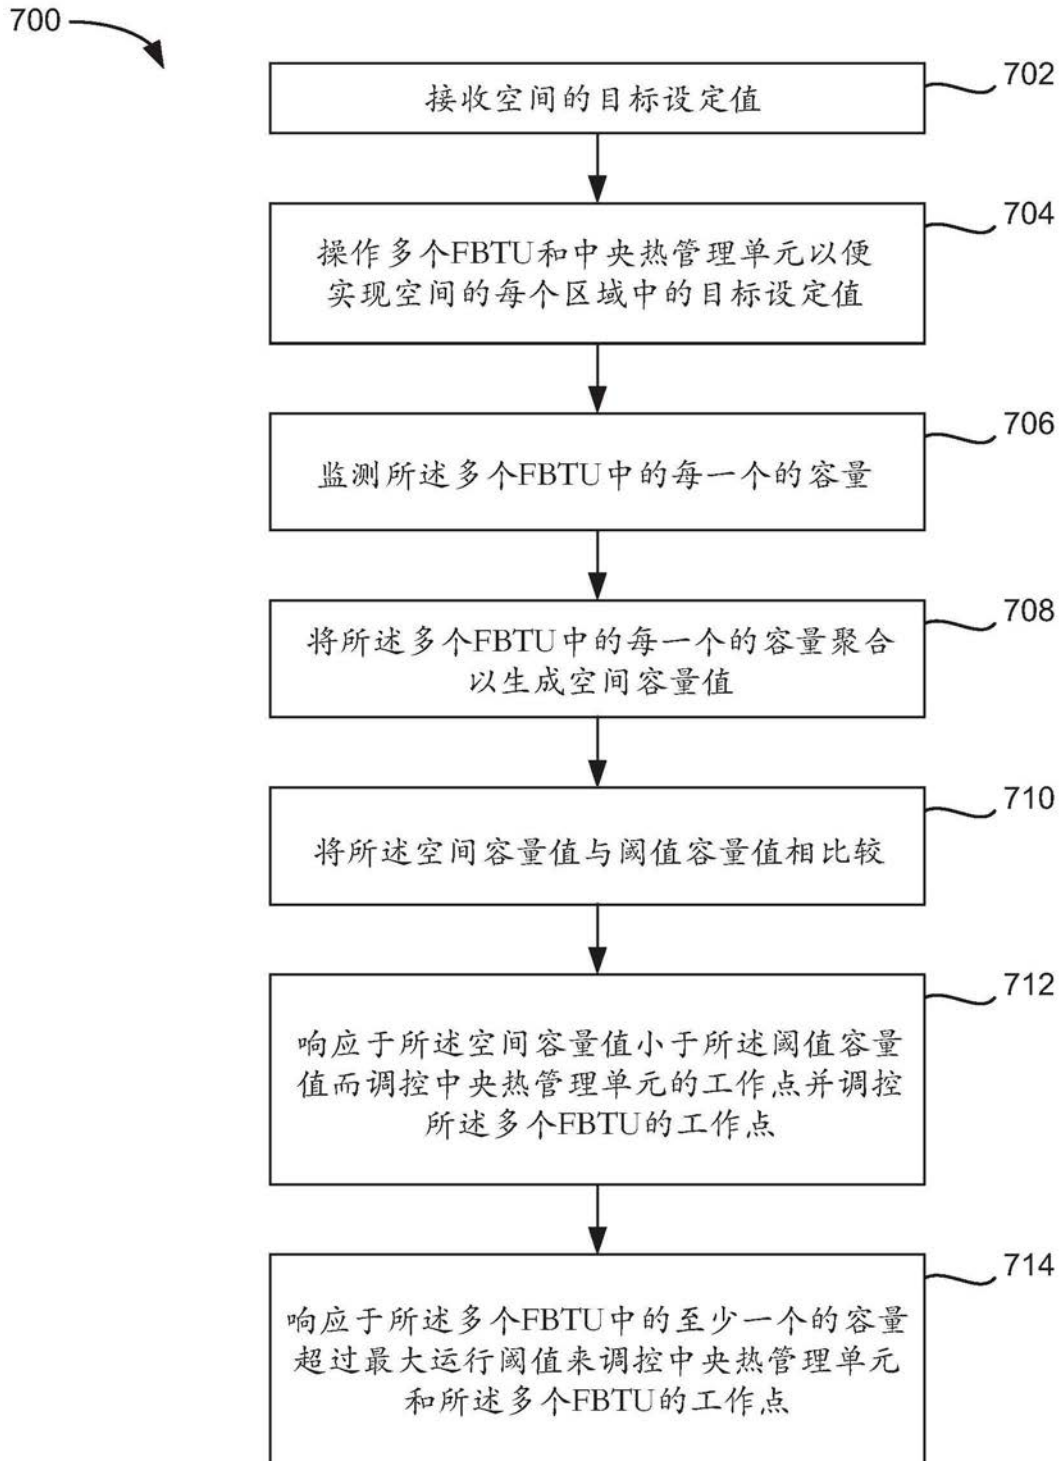 700
702
接收空间的目标设定值
704
操作多个FBTU和中央热管理单元以便
实现空间的每个区域中的目标设定值
706
监测所述多个FBTU中的每一个的容量
708
将所述多个FBTU中的每一个的容量聚合
以生成空间容量值
710
将所述空间容量值与阈值容量值相比较
712
响应于所述空间容量值小于所述阈值容量
值而调控中央热管理单元的工作点并调控
所述多个FBTU的工作点
714
响应于所述多个FBTU中的至少一个的容量
超过最大运行阈值来调控中央热管理单元
和所述多个FBTU的工作点